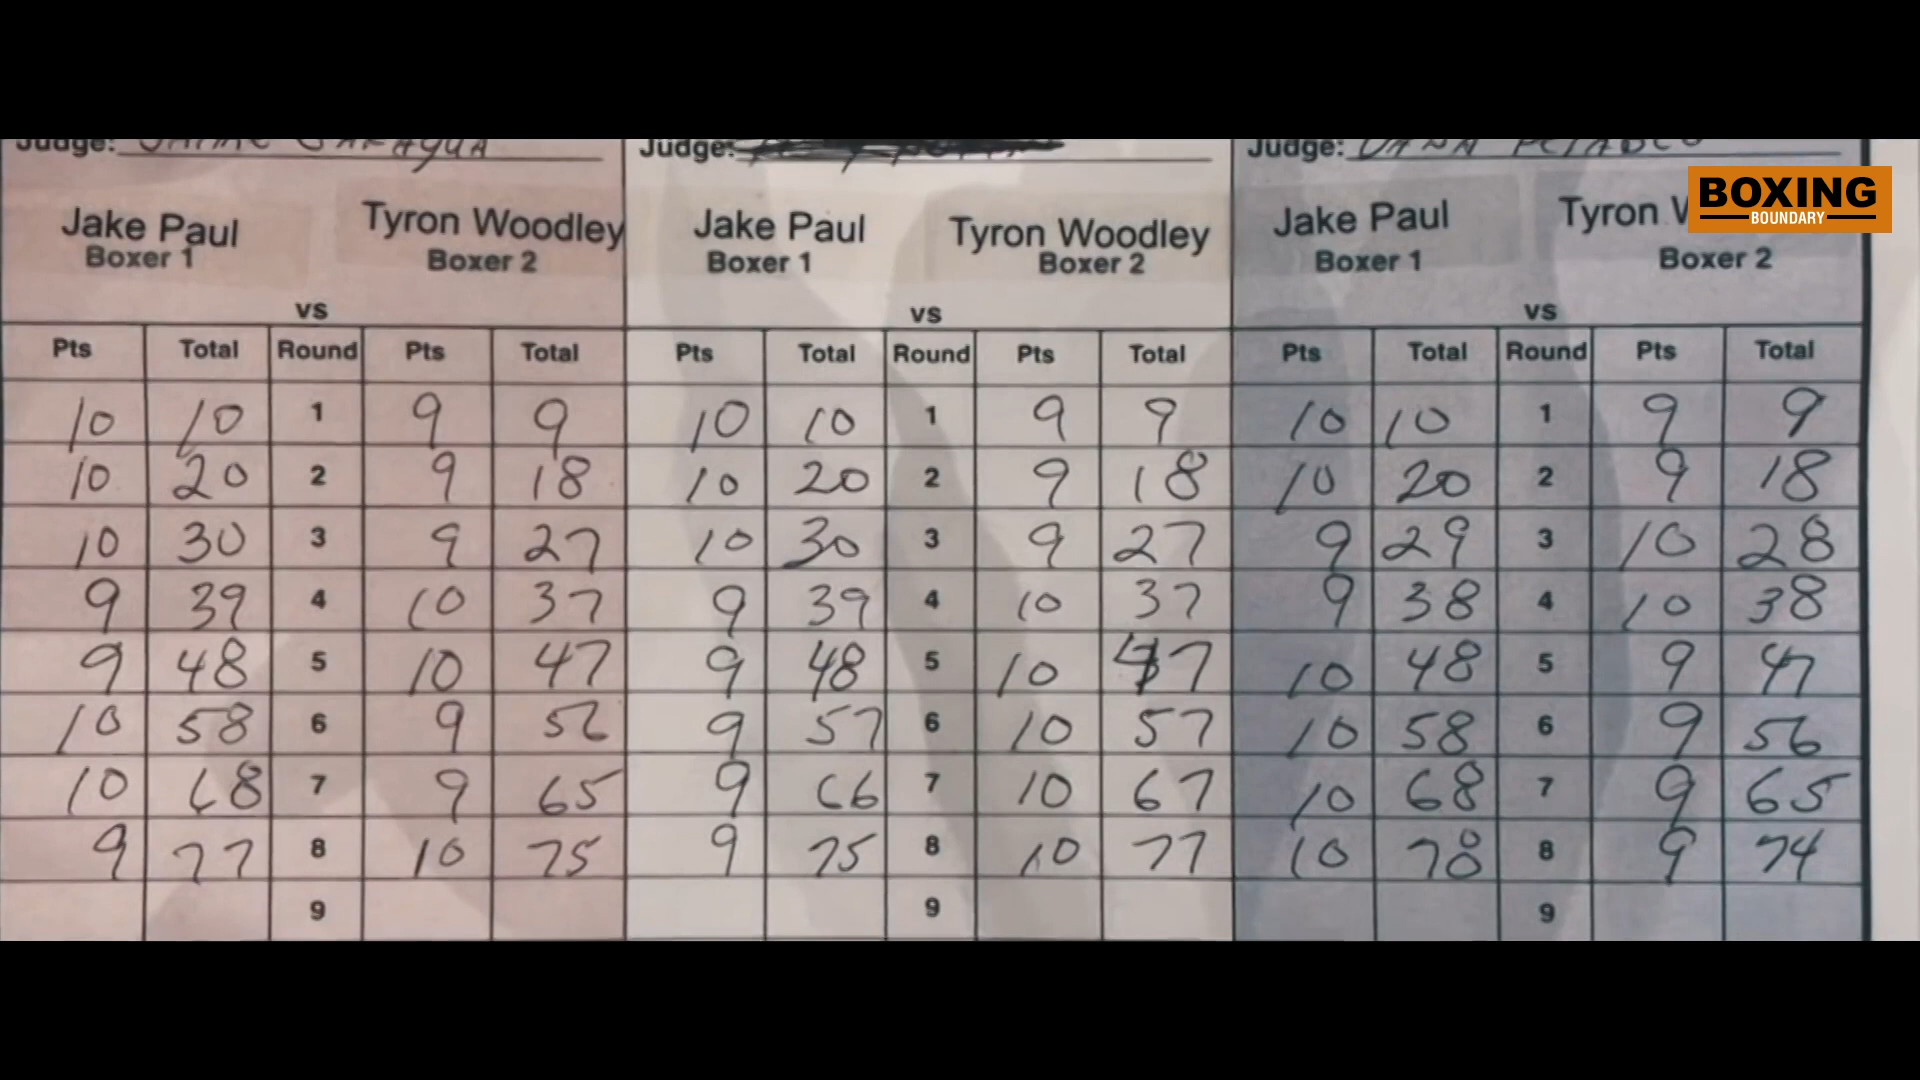 Judge: Judge: Judge:
BOXING
BOUNDARY
Jake Paul Tyron Woodley Jake Paul Tyron Woodley Jake Paul Tyron
Boxer 1 Boxer 2 Boxer 1 Boxer 2 Boxer 1 Boxer 2
vs vs vs
Pts Total Round Pts Total Pts Total Round Pts Total Pts Total Round Pts Total
10 10 1 9 9 10 10 1 9 9 10 10 1 9 9
10 20 2 9 18 10 20 2 9 18 10 20 2 9 18
10 30 3 9 27 10 30 3 9 27 9 29 3 10 28
9 39 4 10 37 9 39 4 10 37 9 38 4 10 38
9 48 5 10 47 9 48 5 10 47 10 48 5 9 47
10 58 6 9 56 9 57 6 10 57 10 58 6 9 56
10 68 7 9 65 9 66 7 10 67 10 68 7 9 65
9 77 8 10 75 9 75 8 10 77 10 78 8 9 74
9 9 9